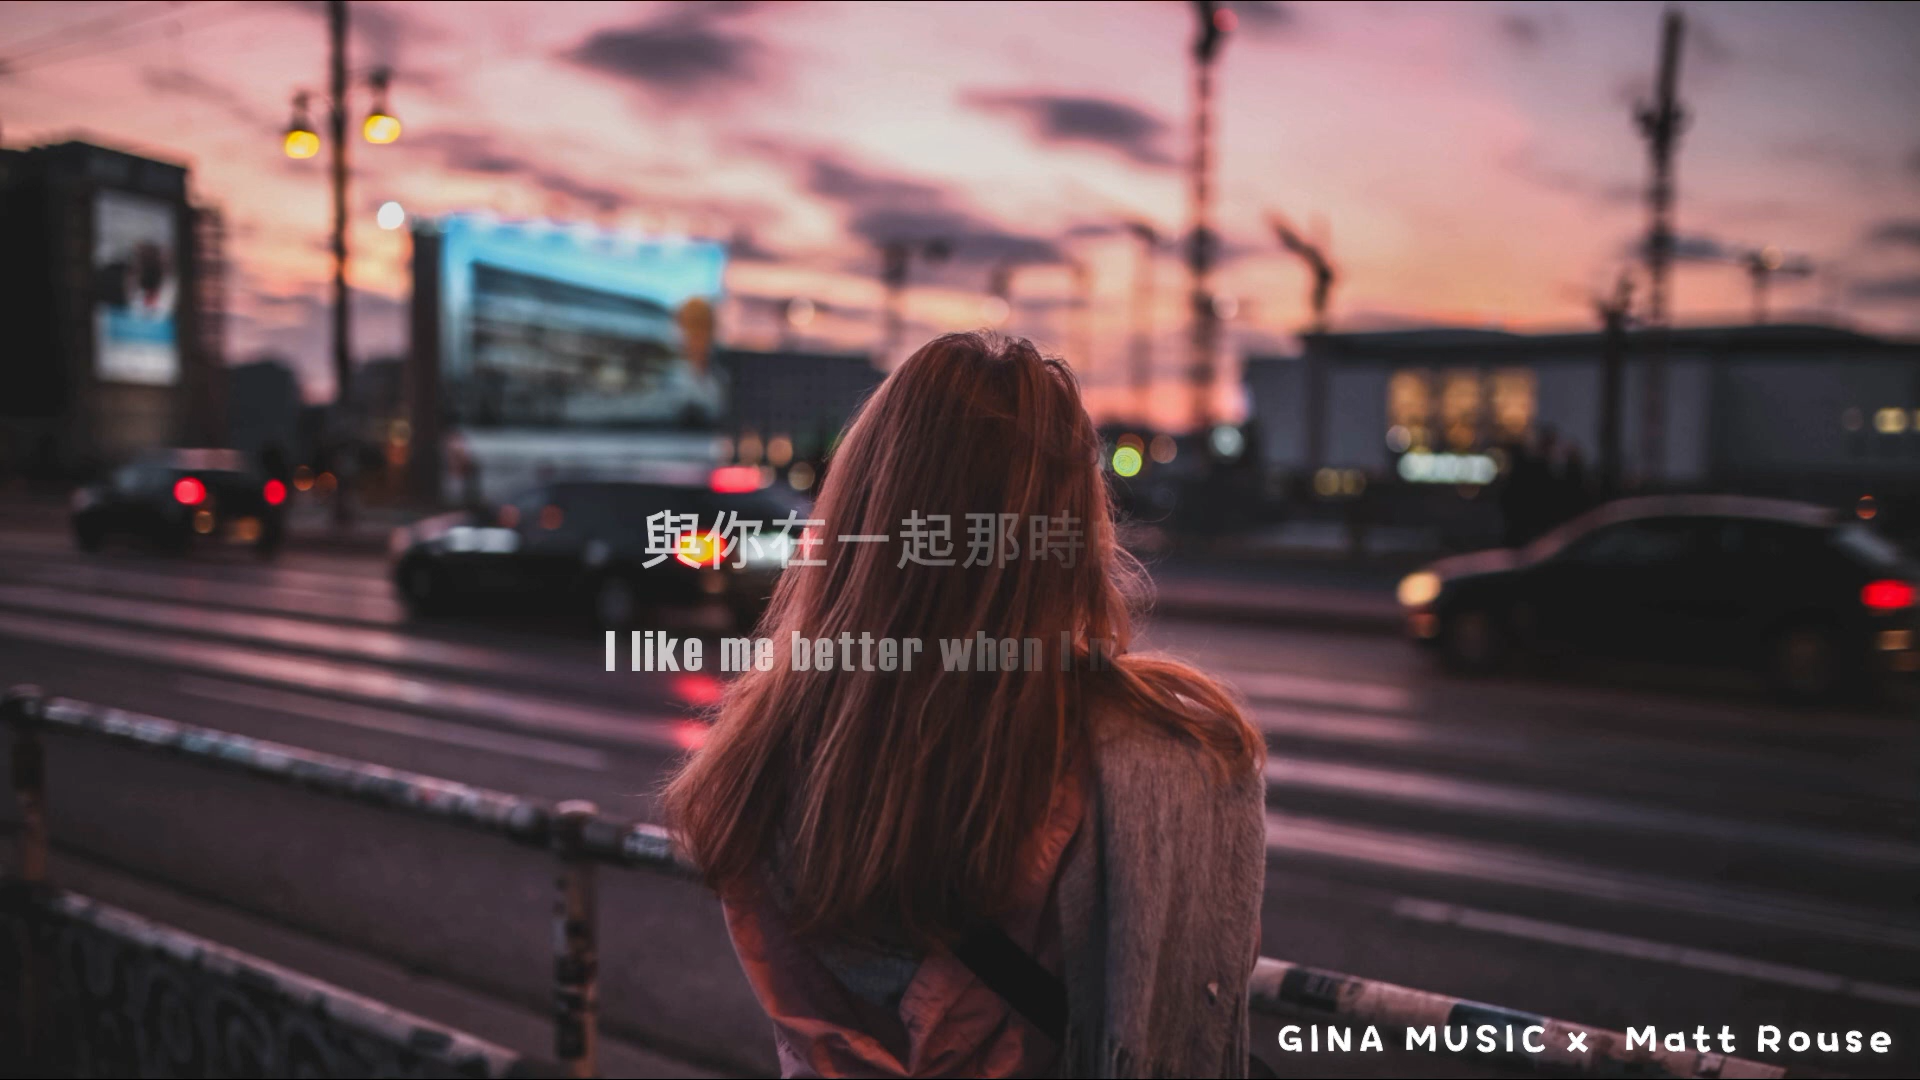 與你在一起那時
I like me better when I
GINA MUSIC x Matt Rouse